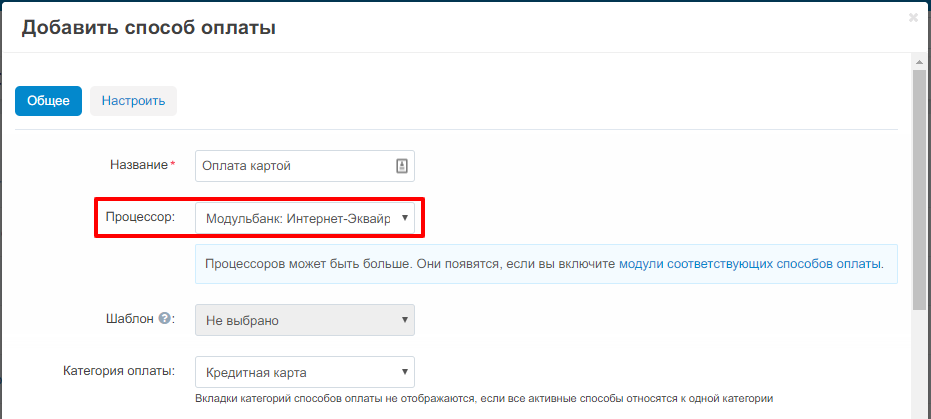 Добавить способ оплаты
Общее Настроить
Название* Оплата картой
Процессор: Модульбанк: Интернет-Эквайр
Процессоров может быть больше. Они появятся, если вы включите модули соответствующих способов оплаты.
Шаблон ?: Не выбрано
Категория оплаты: Кредитная карта
Вкладки категорий способов оплаты не отображаются, если все активные способы относятся к одной категории